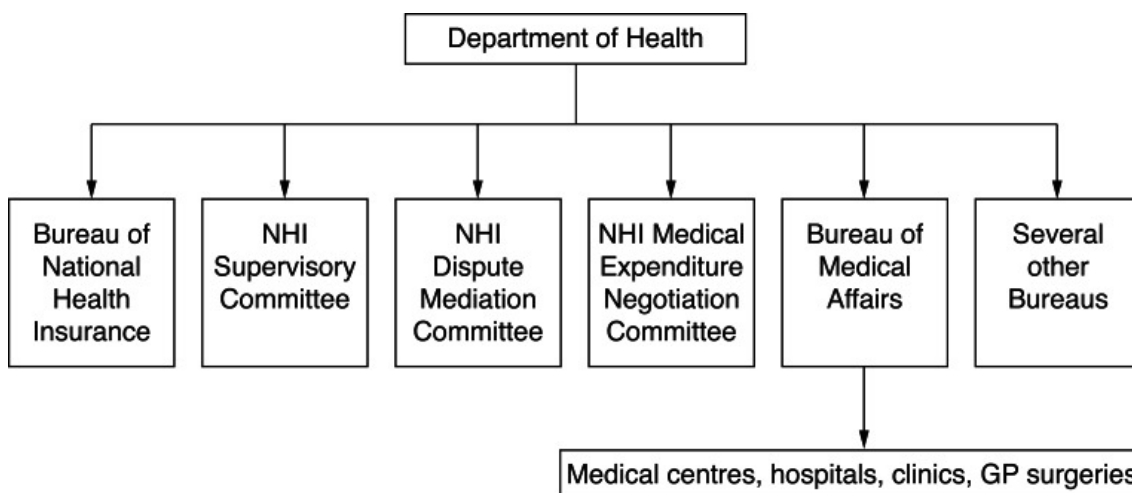 Department of Health
Bureau of
National
Health
Insurance
NHI
Supervisory
Committee
NHI
Dispute
Mediation
Committee
NHI Medical
Expenditure
Negotiation
Committee
Bureau of
Medical
Affairs
Several
other
Bureaus
Medical centres, hospitals, clinics, GP surgeries